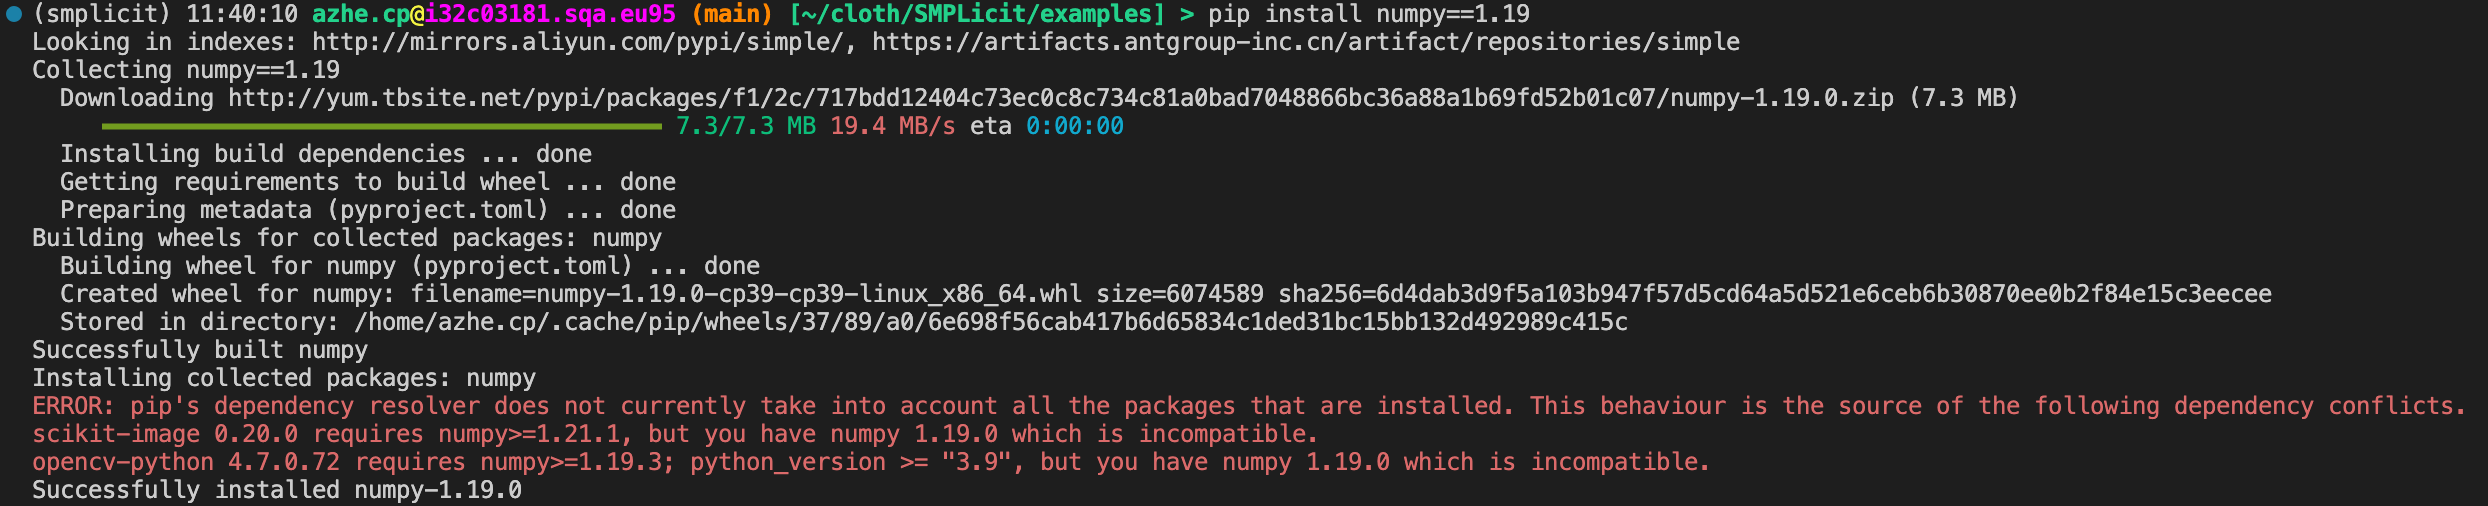 (smplicit) 11:40:10 azhe.cp@i32c03181.sqa.eu95 (main) [~/cloth/SMPLicit/examples] > pip install numpy==1.19
Looking in indexes: http://mirrors.aliyun.com/pypi/simple/, https://artifacts.antgroup-inc.cn/artifact/repositories/simple
Collecting numpy==1.19
  Downloading http://yum.tbsite.net/pypi/packages/f1/2c/717bdd12404c73ec0c8c734c81a0bad7048866bc36a88a1b69fd52b01c07/numpy-1.19.0.zip (7.3 MB)
     7.3/7.3 MB 19.4 MB/s eta 0:00:00
  Installing build dependencies ... done
  Getting requirements to build wheel ... done
  Preparing metadata (pyproject.toml) ... done
Building wheels for collected packages: numpy
  Building wheel for numpy (pyproject.toml) ... done
  Created wheel for numpy: filename=numpy-1.19.0-cp39-cp39-linux_x86_64.whl size=6074589 sha256=6d4dab3d9f5a103b947f57d5cd64a5d521e6ceb6b30870ee0b2f84e15c3eecee
  Stored in directory: /home/azhe.cp/.cache/pip/wheels/37/89/a0/6e698f56cab417b6d65834c1ded31bc15bb132d492989c415c
Successfully built numpy
Installing collected packages: numpy
ERROR: pip's dependency resolver does not currently take into account all the packages that are installed. This behaviour is the source of the following dependency conflicts.
scikit-image 0.20.0 requires numpy>=1.21.1, but you have numpy 1.19.0 which is incompatible.
opencv-python 4.7.0.72 requires numpy>=1.19.3; python_version >= "3.9", but you have numpy 1.19.0 which is incompatible.
Successfully installed numpy-1.19.0